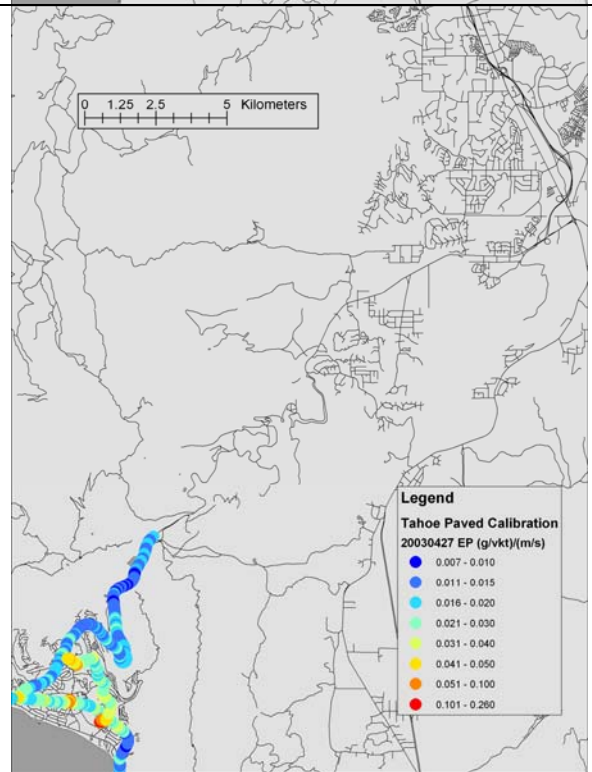 0 1.25 2.5 5 Kilometers
Legend
Tahoe Paved Calibration
20030427 EP (g/vkt)/(m/s)
0.007 - 0.010
0.011 - 0.015
0.016 - 0.020
0.021 - 0.030
0.031 - 0.040
0.041 - 0.050
0.051 - 0.100
0.101 - 0.260